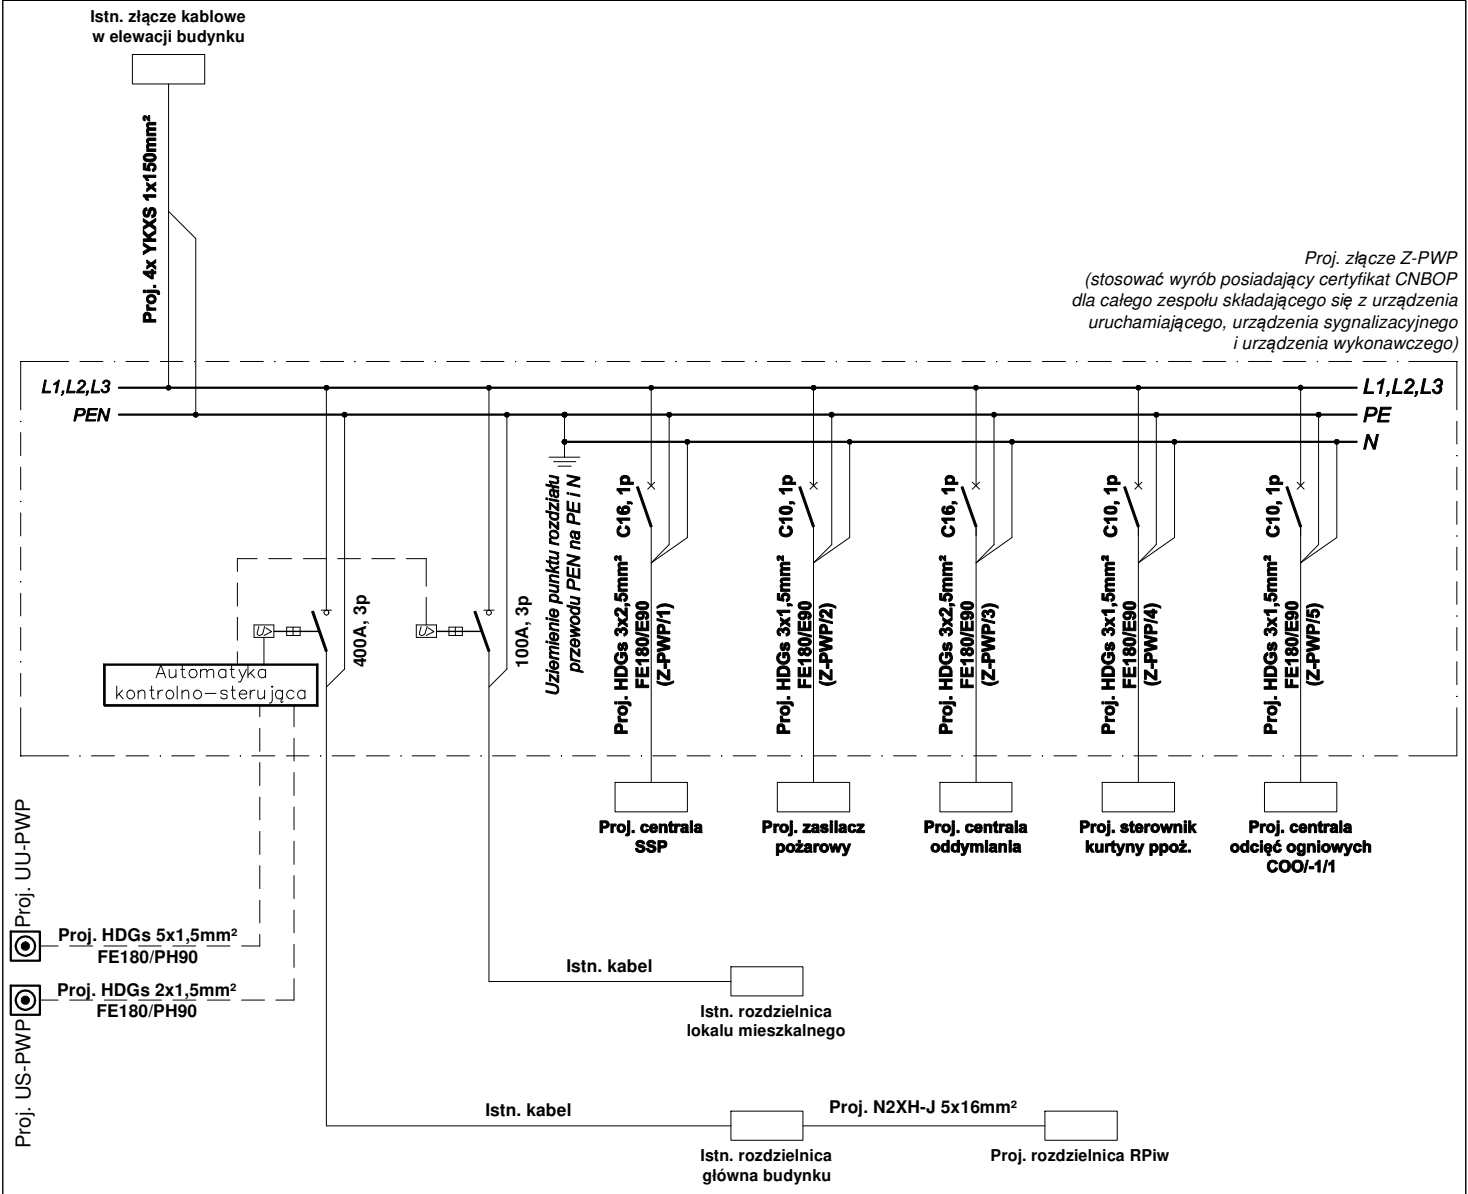 Istn. złącze kablowe
w elewacji budynku
Proj. 4x YKXS 1x150mm²
Proj. złącze Z-PWP
(stosować wyrób posiadający certyfikat CNBOP
dla całego zespołu składającego się z urządzenia
uruchamiającego, urządzenia sygnalizacyjnego
i urządzenia wykonawczego)
L1,L2,L3
PEN
L1,L2,L3
PE
N
U>
400A, 3p
U>
100A, 3p
Uziemienie punktu rozdziału
przewodu PEN na PE i N
C16, 1p
Proj. HDGs 3x2,5mm²
FE180/E90
(Z-PWP/1)
C10, 1p
Proj. HDGs 3x1,5mm²
FE180/E90
(Z-PWP/2)
C16, 1p
Proj. HDGs 3x2,5mm²
FE180/E90
(Z-PWP/3)
C10, 1p
Proj. HDGs 3x1,5mm²
FE180/E90
(Z-PWP/4)
C10, 1p
Proj. HDGs 3x1,5mm²
FE180/E90
(Z-PWP/5)
Automatyka
kontrolno-sterująca
Proj. centrala
SSP
Proj. zasilacz
pożarowy
Proj. centrala
oddymiania
Proj. sterownik
kurtyny ppoż.
Proj. centrala
odcięć ogniowych
COO/-1/1
Proj. UU-PWP
Proj. HDGs 5x1,5mm²
FE180/PH90
Proj. US-PWP
Proj. HDGs 2x1,5mm²
FE180/PH90
Istn. kabel
Istn. rozdzielnica
lokalu mieszkalnego
Istn. kabel
Istn. rozdzielnica
główna budynku
Proj. N2XH-J 5x16mm²
Proj. rozdzielnica RPiw